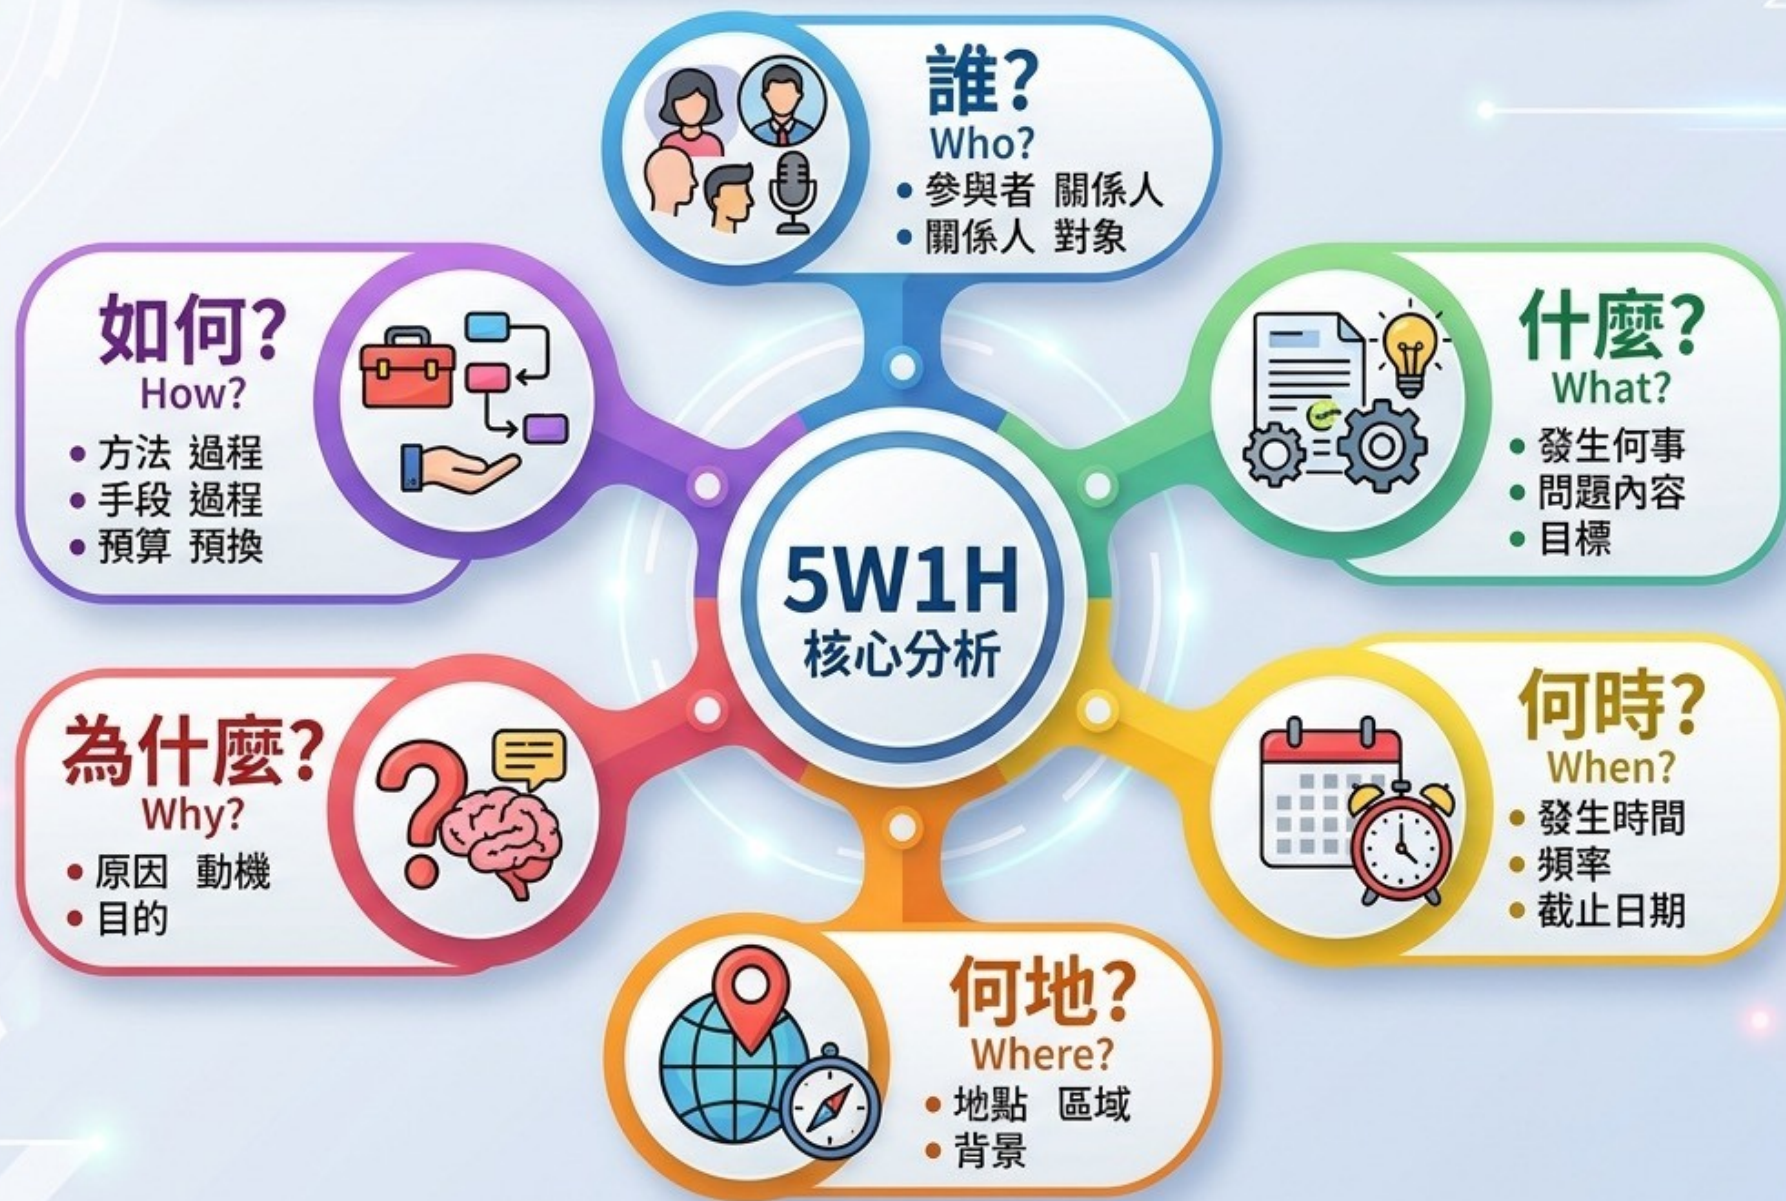 誰?
Who?
• 參與者 關係人
• 關係人 對象
如何?
How?
• 方法 過程
• 手段 過程
• 預算 預換
什麼?
What?
• 發生何事
• 問題內容
• 目標
5W1H
核心分析
為什麼?
Why?
• 原因 動機
• 目的
何時?
When?
• 發生時間
• 頻率
• 截止日期
何地?
Where?
• 地點 區域
• 背景